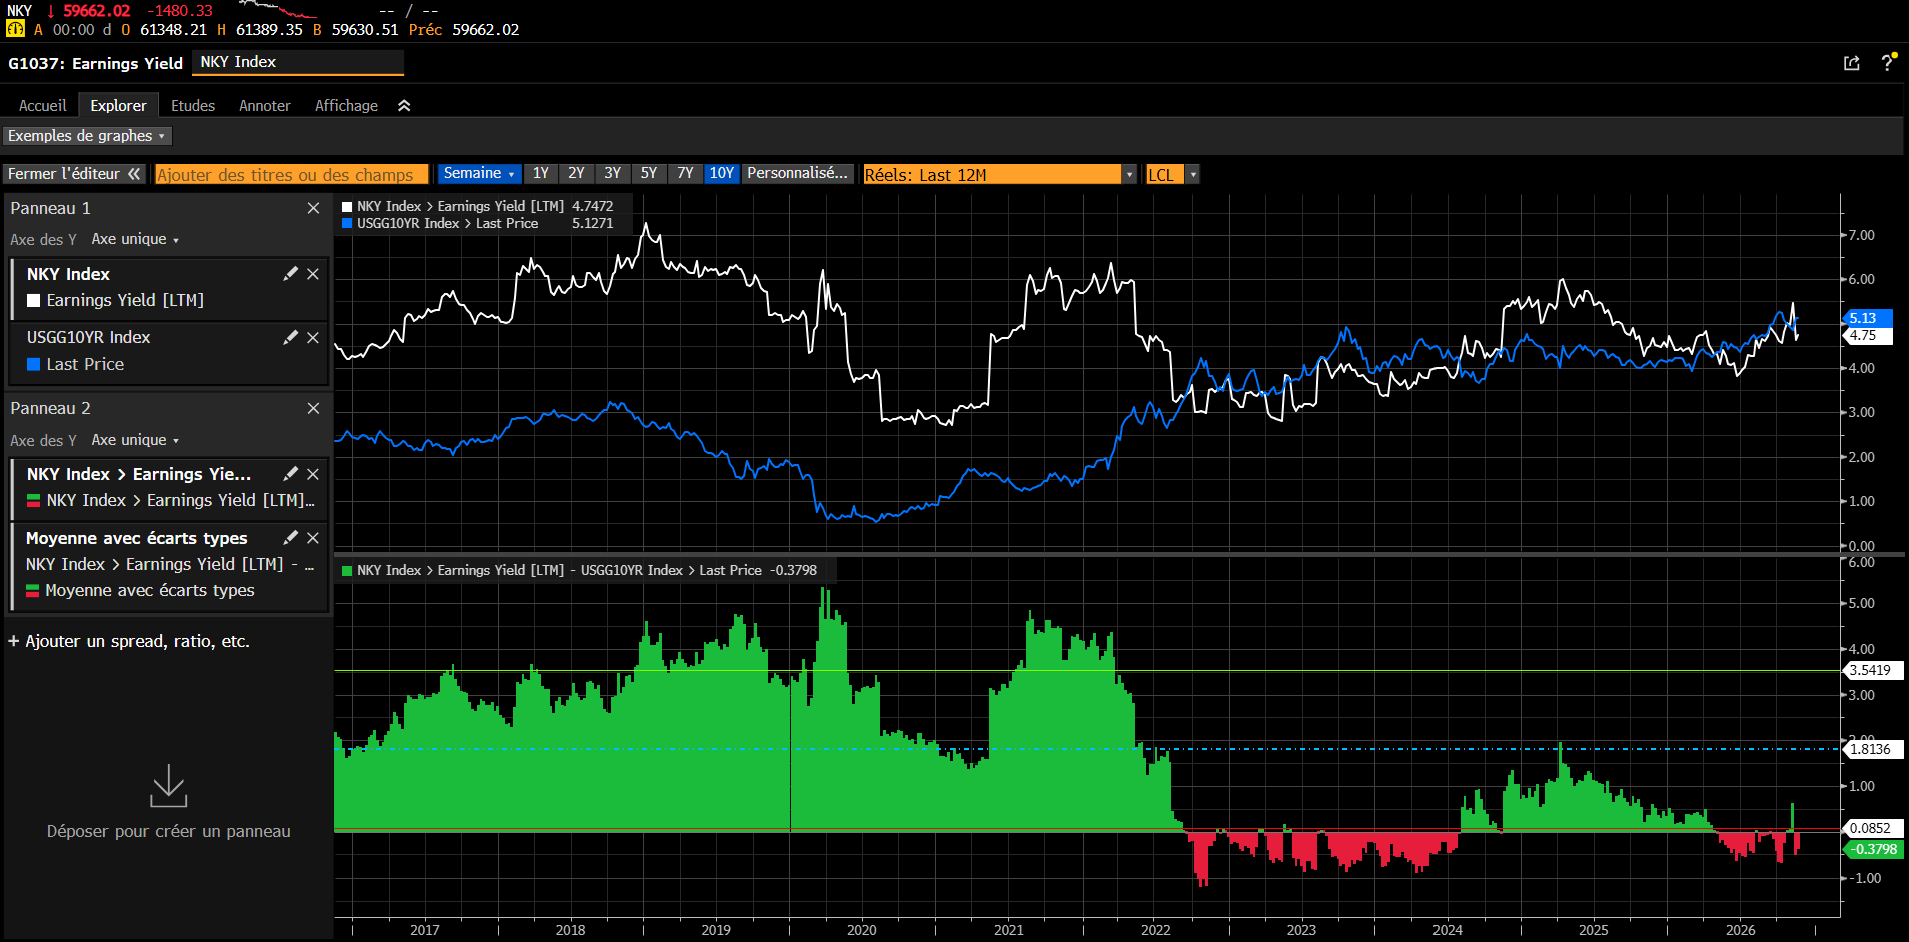 NKY ↓ 59662.02 -1480.33 -- / --
A 00:00 d O 61348.21 H 61389.35 B 59630.51 Préc 59662.02
G1037: Earnings Yield NKY Index
Accueil Explorer Etudes Annoter Affichage
Exemples de graphes
Fermer l'éditeur « Ajouter des titres ou des champs Semaine 1Y 2Y 3Y 5Y 7Y 10Y Personnalisé... Réels: Last 12M LCL
Panneau 1
Axe des Y Axe unique
NKY Index
Earnings Yield [LTM]
USGG10YR Index
Last Price
Panneau 2
Axe des Y Axe unique
NKY Index > Earnings Yie...
NKY Index > Earnings Yield [LTM]...
Moyenne avec écarts types
NKY Index > Earnings Yield [LTM] - ...
Moyenne avec écarts types
+ Ajouter un spread, ratio, etc.
Déposer pour créer un panneau
NKY Index > Earnings Yield [LTM] 4.7472
USGG10YR Index > Last Price 5.1271
7.00
6.00
5.13
4.75
4.00
3.00
2.00
1.00
0.00
NKY Index > Earnings Yield [LTM] - USGG10YR Index > Last Price -0.3798
6.00
5.00
4.00
3.5419
3.00
2.00
1.8136
1.00
0.0852
-0.3798
-1.00
2017 2018 2019 2020 2021 2022 2023 2024 2025 2026